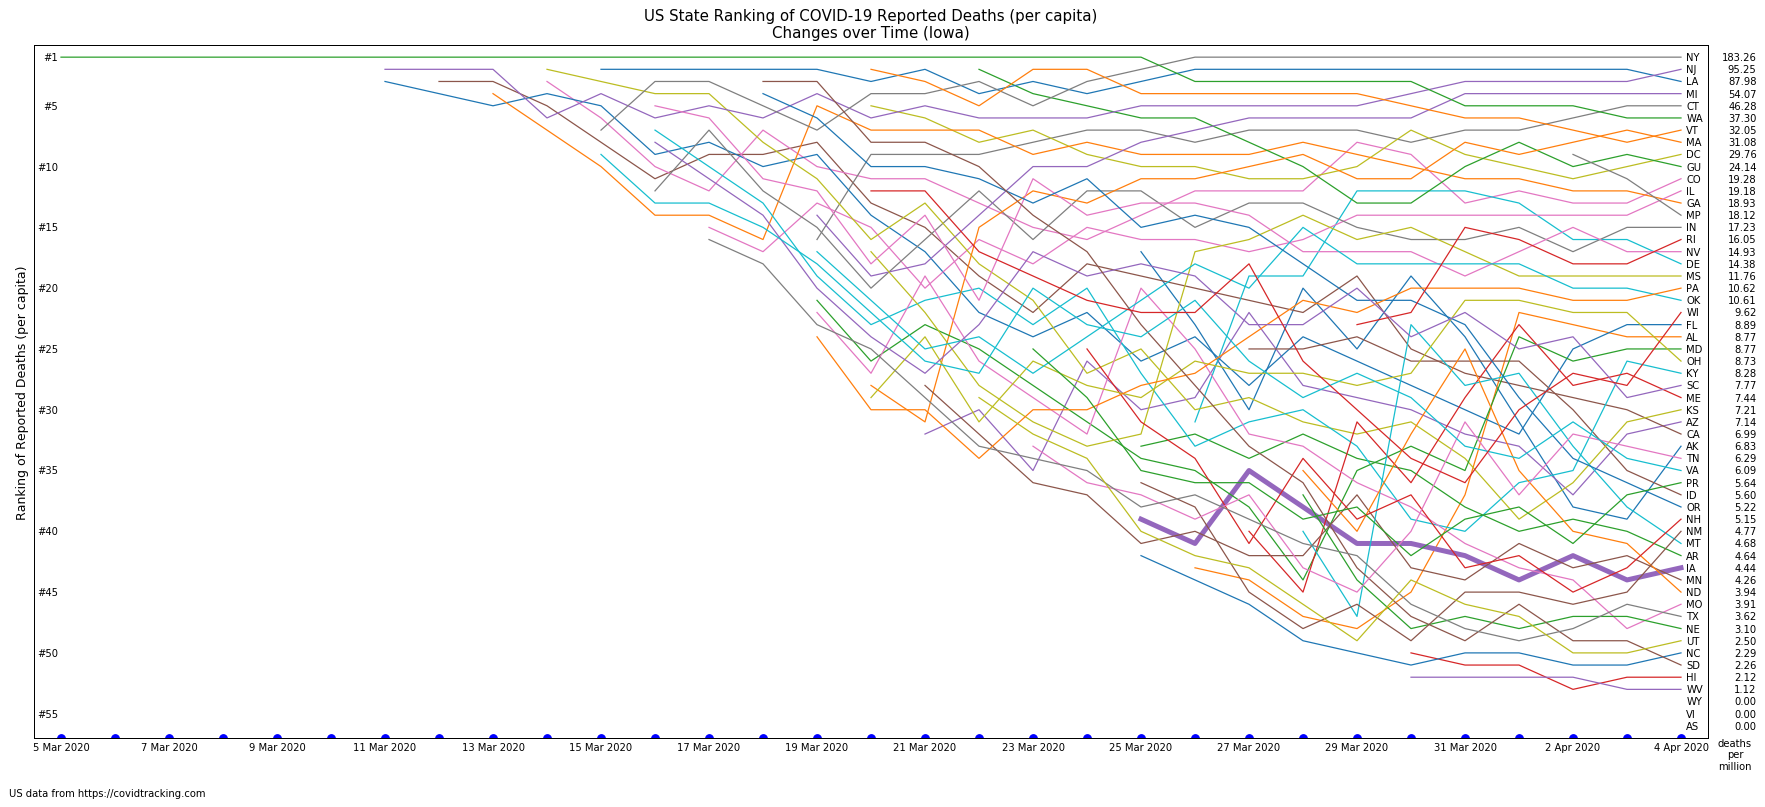 US State Ranking of COVID-19 Reported Deaths (per capita)
Changes over Time (Iowa)
Ranking of Reported Deaths (per capita)
#1
#5
#10
#15
#20
#25
#30
#35
#40
#45
#50
#55
NY 183.26
NJ 95.25
LA 87.98
MI 54.07
CT 46.28
WA 37.30
VT 32.05
MA 31.08
DC 29.76
GU 24.14
CO 19.28
IL 19.18
GA 18.93
MP 18.12
IN 17.23
RI 16.05
NV 14.93
DE 14.38
MS 11.76
PA 10.62
OK 10.61
WI 9.62
FL 8.89
AL 8.77
MD 8.77
OH 8.73
KY 8.28
SC 7.77
ME 7.44
KS 7.21
AZ 7.14
CA 6.99
AK 6.83
TN 6.29
VA 6.09
PR 5.64
ID 5.60
OR 5.22
NH 5.15
NM 4.77
MT 4.68
AR 4.64
IA 4.44
MN 4.26
ND 3.94
MO 3.91
TX 3.62
NE 3.10
UT 2.50
NC 2.29
SD 2.26
HI 2.12
WV 1.12
WY 0.00
VI 0.00
AS 0.00
5 Mar 2020 7 Mar 2020 9 Mar 2020 11 Mar 2020 13 Mar 2020 15 Mar 2020 17 Mar 2020 19 Mar 2020 21 Mar 2020 23 Mar 2020 25 Mar 2020 27 Mar 2020 29 Mar 2020 31 Mar 2020 2 Apr 2020 4 Apr 2020
deaths
per
million
US data from https://covidtracking.com